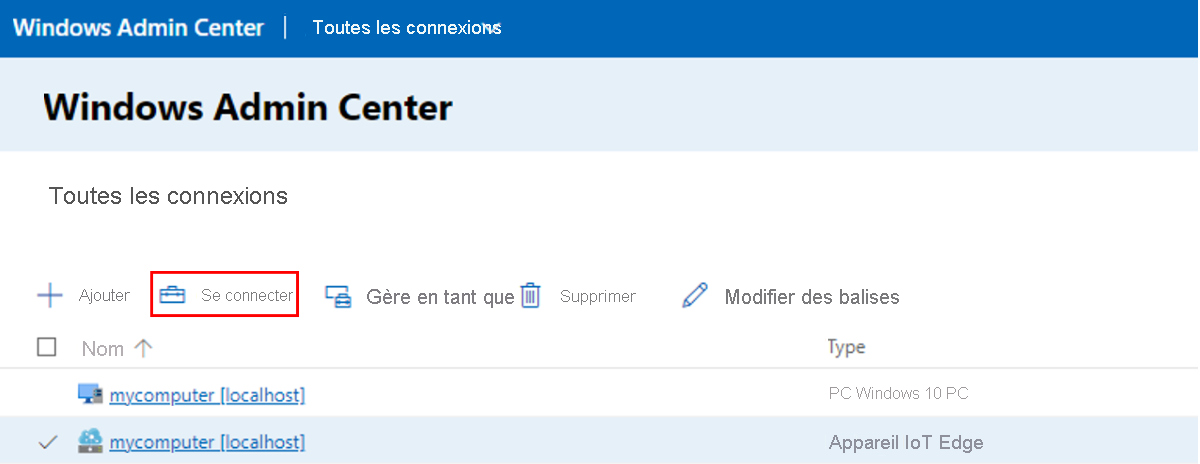 Windows Admin Center | Toutes les connexions
Windows Admin Center
Toutes les connexions
Ajouter Se connecter Gère en tant que Supprimer Modifier des balises
Nom Type
mycomputer [localhost] PC Windows 10 PC
mycomputer [localhost] Appareil IoT Edge